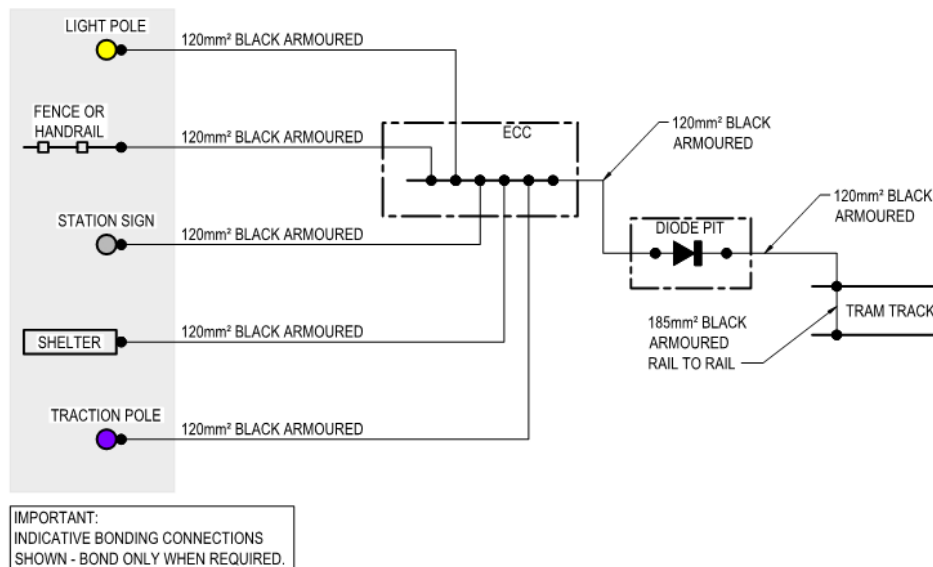 LIGHT POLE
120mm² BLACK ARMOURED
FENCE OR
HANDRAIL
120mm² BLACK ARMOURED
ECC
120mm² BLACK
ARMOURED
STATION SIGN
120mm² BLACK ARMOURED
DIODE PIT
120mm² BLACK
ARMOURED
TRAM TRACK
185mm² BLACK
ARMOURED
RAIL TO RAIL
SHELTER
120mm² BLACK ARMOURED
TRACTION POLE
120mm² BLACK ARMOURED
IMPORTANT:
INDICATIVE BONDING CONNECTIONS
SHOWN - BOND ONLY WHEN REQUIRED.